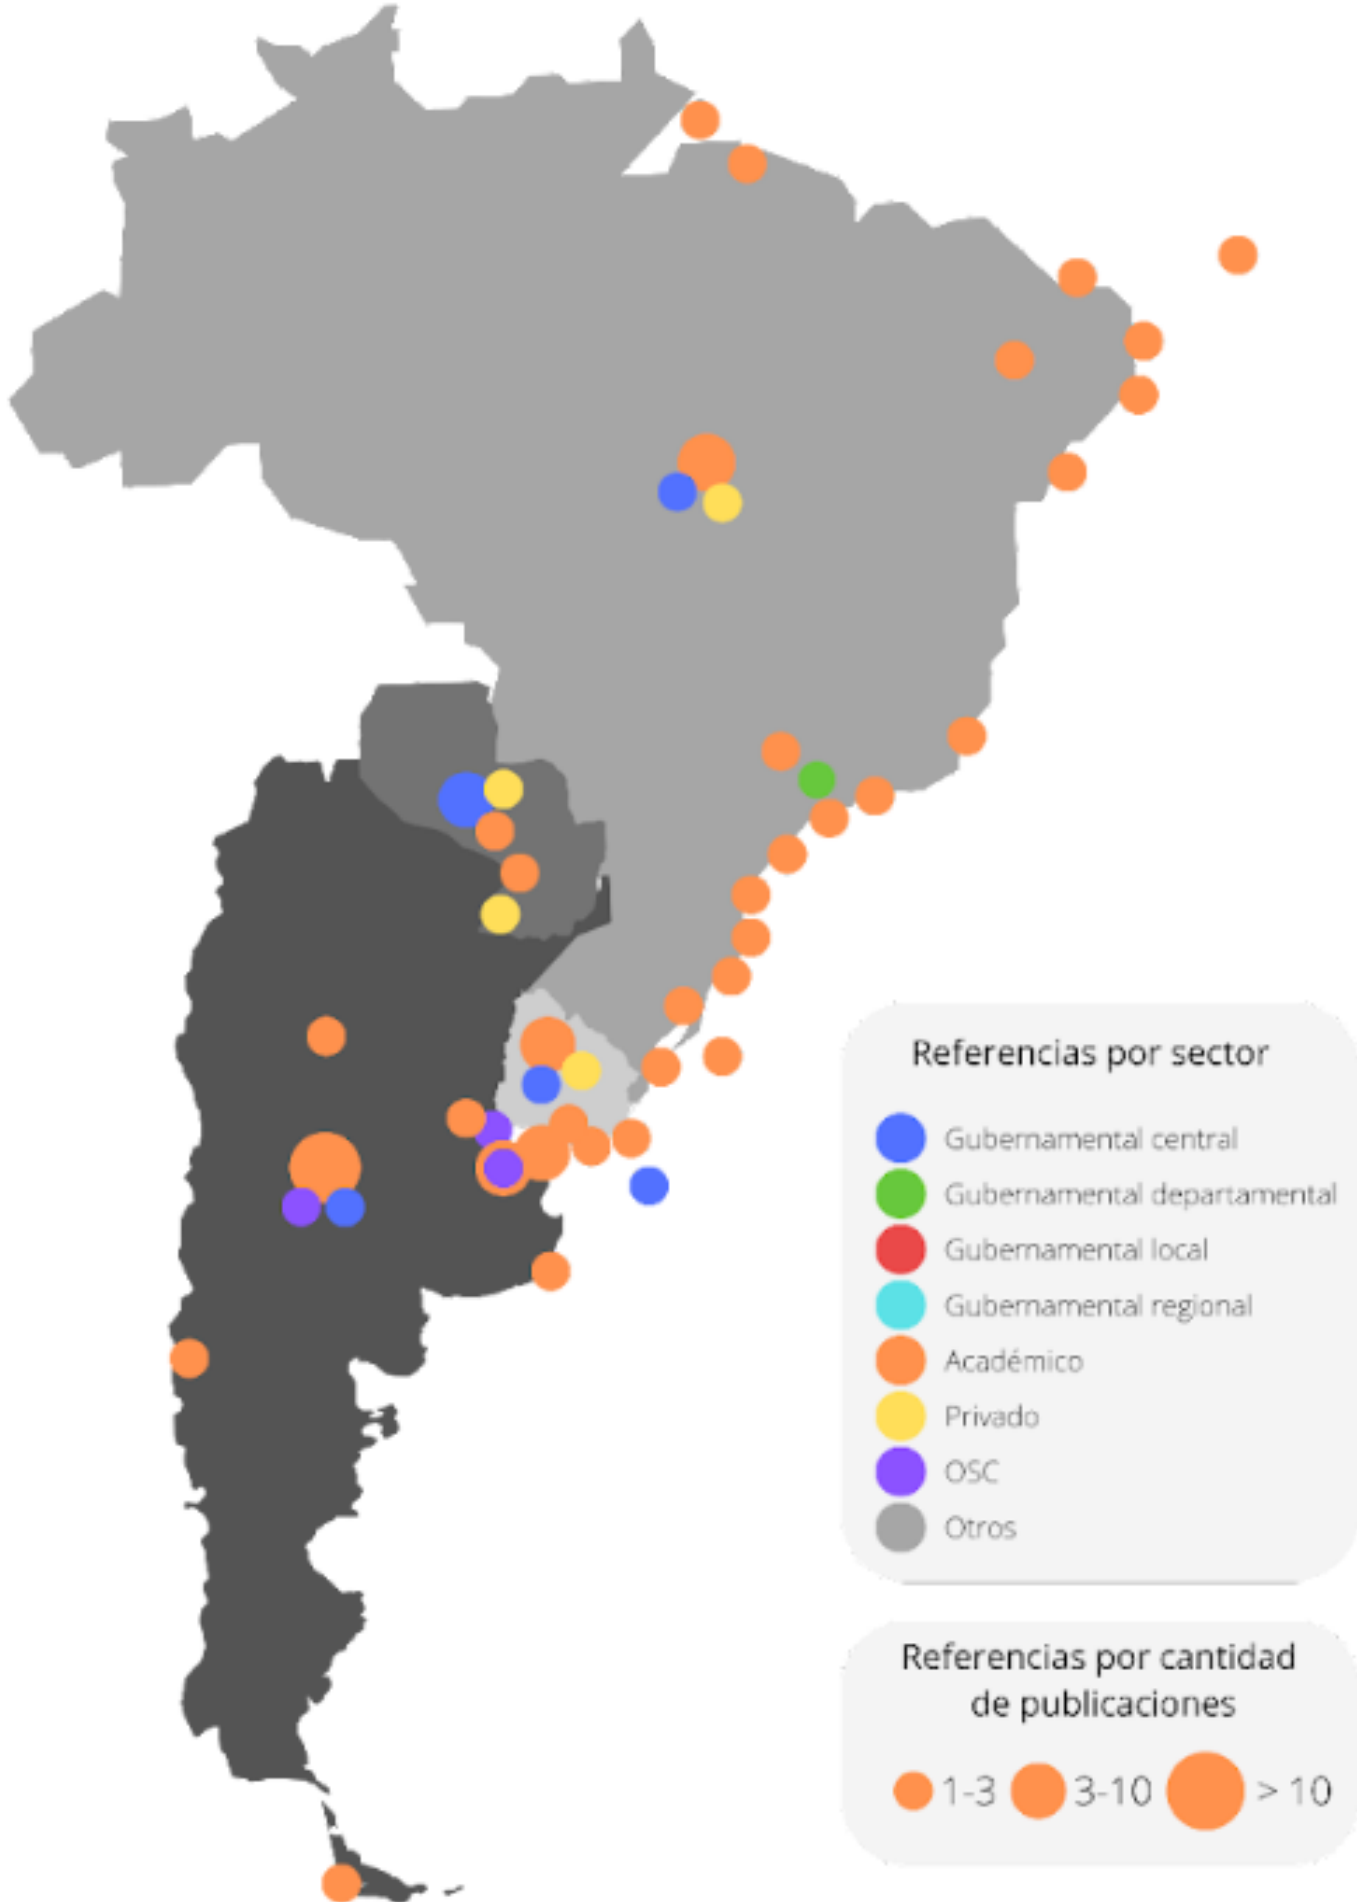 Referencias por sector
Gubernamental central
Gubernamental departamental
Gubernamental local
Gubernamental regional
Académico
Privado
OSC
Otros
Referencias por cantidad
de publicaciones
1-3
3-10
> 10